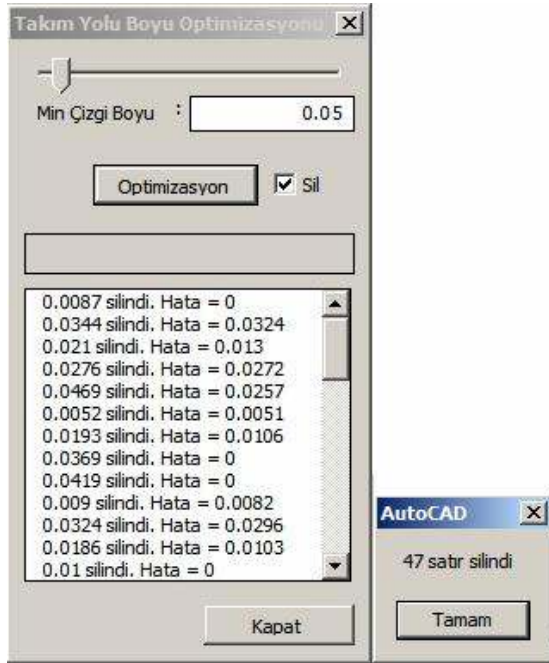 Takım Yolu Boyu Optimizasyonu
Min Çizgi Boyu : 0.05
Optimizasyon Sil
0.0087 silindi. Hata = 0
0.0344 silindi. Hata = 0.0324
0.021 silindi. Hata = 0.013
0.0276 silindi. Hata = 0.0272
0.0469 silindi. Hata = 0.0257
0.0052 silindi. Hata = 0.0051
0.0193 silindi. Hata = 0.0106
0.0369 silindi. Hata = 0
0.0419 silindi. Hata = 0
0.009 silindi. Hata = 0.0082
0.0324 silindi. Hata = 0.0296
0.0186 silindi. Hata = 0.0103
0.01 silindi. Hata = 0
Kapat
AutoCAD
47 satır silindi
Tamam